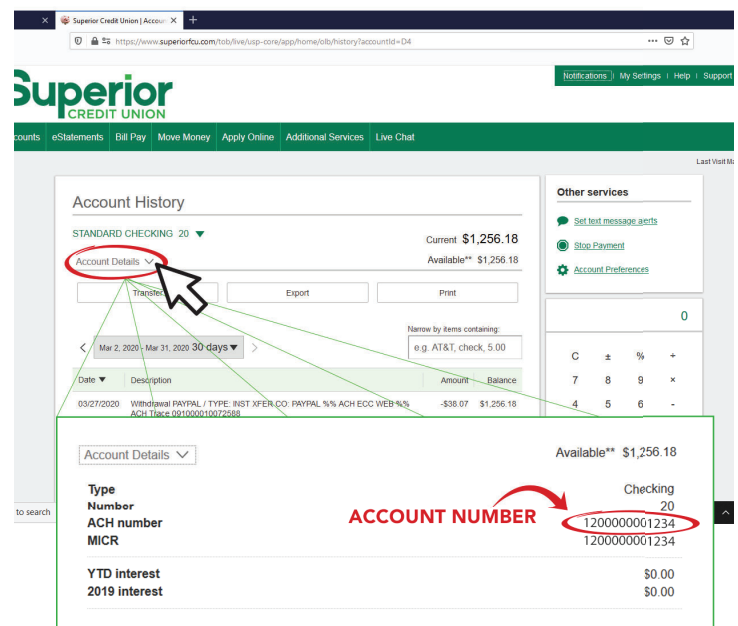 Superior Credit Union | Accour
https://www.superiorfcu.com/tob/live/usp-core/app/home/olb/history?accountId=D4
Notifications | My Settings | Help | Support
Superior
CREDIT UNION
counts eStatements Bill Pay Move Money Apply Online Additional Services Live Chat
Last Visit Ma
Account History
STANDARD CHECKING 20
Current $1,256.18
Account Details
Available** $1,256.18
Transfer Export Print
Narrow by items containing:
Mar 2, 2020 - Mar 31, 2020 30 days
e.g. AT&T, check, 5.00
Date Description Amount Balance
03/27/2020 Withdrawal PAYPAL / TYPE: INST XFER CO: PAYPAL %% ACH ECC WEB %% -$38.07 $1,256.18
ACH Trace 091000010072588
Other services
Set text message alerts
Stop Payment
Account Preferences
0
C ± % ÷
7 8 9 ×
4 5 6 -
to search
Account Details
Available** $1,256.18
Type Checking
Number 20
ACCOUNT NUMBER
ACH number 1200000001234
MICR 1200000001234
YTD interest $0.00
2019 interest $0.00